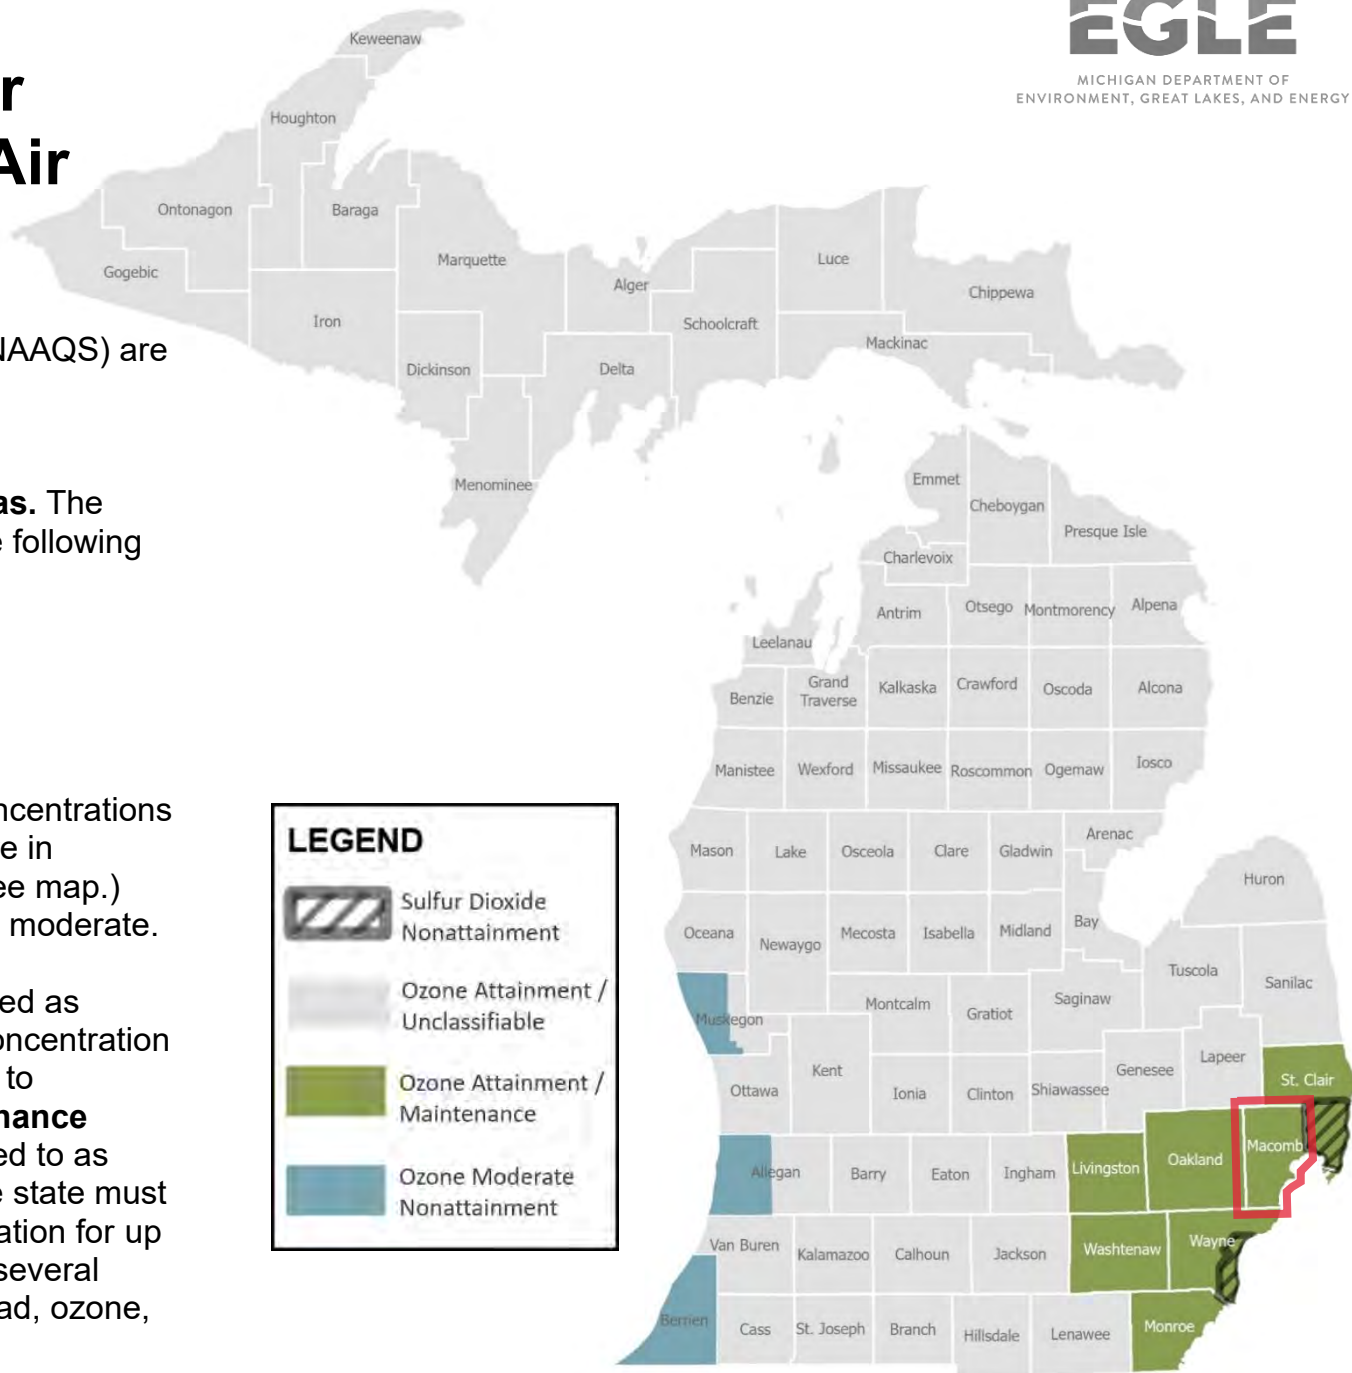 EGLE
MICHIGAN DEPARTMENT OF
ENVIRONMENT, GREAT LAKES, AND ENERGY
r
Air
NAAQS) are
as. The
e following
ncentrations
e in
ee map.)
moderate.
ed as
oncentration
to
nance
ed to as
e state must
ation for up
several
ad, ozone,
Keweenaw
Houghton
Ontonagon
Baraga
Gogebic
Marquette
Iron
Alger
Luce
Chippewa
Schoolcraft
Mackinac
Dickinson
Delta
Menominee
Emmet
Cheboygan
Presque Isle
Charlevoix
Antrim
Otsego
Montmorency
Alpena
Leelanau
Benzie
Grand
Traverse
Kalkaska
Crawford
Oscoda
Alcona
Manistee
Wexford
Missaukee
Roscommon
Ogemaw
Iosco
Mason
Lake
Osceola
Clare
Gladwin
Arenac
Huron
Oceana
Newaygo
Mecosta
Isabella
Midland
Bay
Tuscola
Sanilac
Muskegon
Montcalm
Gratiot
Saginaw
Ottawa
Kent
Ionia
Clinton
Shiawassee
Genesee
Lapeer
St. Clair
Allegan
Barry
Eaton
Ingham
Livingston
Oakland
Macomb
Van Buren
Kalamazoo
Calhoun
Jackson
Washtenaw
Wayne
Berrien
Cass
St. Joseph
Branch
Hillsdale
Lenawee
Monroe
LEGEND
Sulfur Dioxide
Nonattainment
Ozone Attainment /
Unclassifiable
Ozone Attainment /
Maintenance
Ozone Moderate
Nonattainment